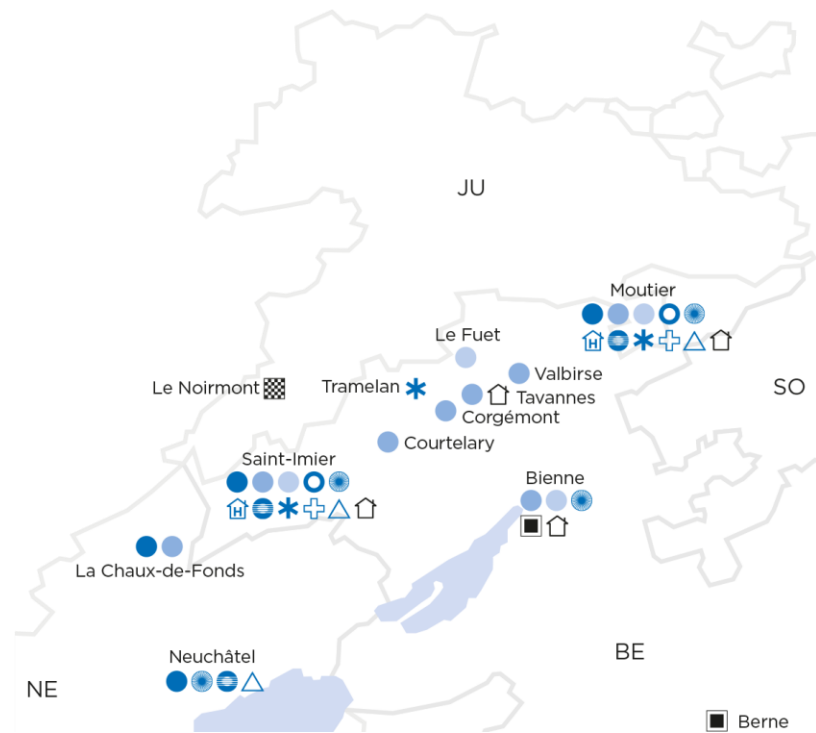 JU
Moutier
H
Le Fuet
Valbirse
Le Noirmont
Tramelan
Tavannes
SO
Corgémont
Courtelary
Saint-Imier
H
Bienne
La Chaux-de-Fonds
Neuchâtel
BE
NE
Berne